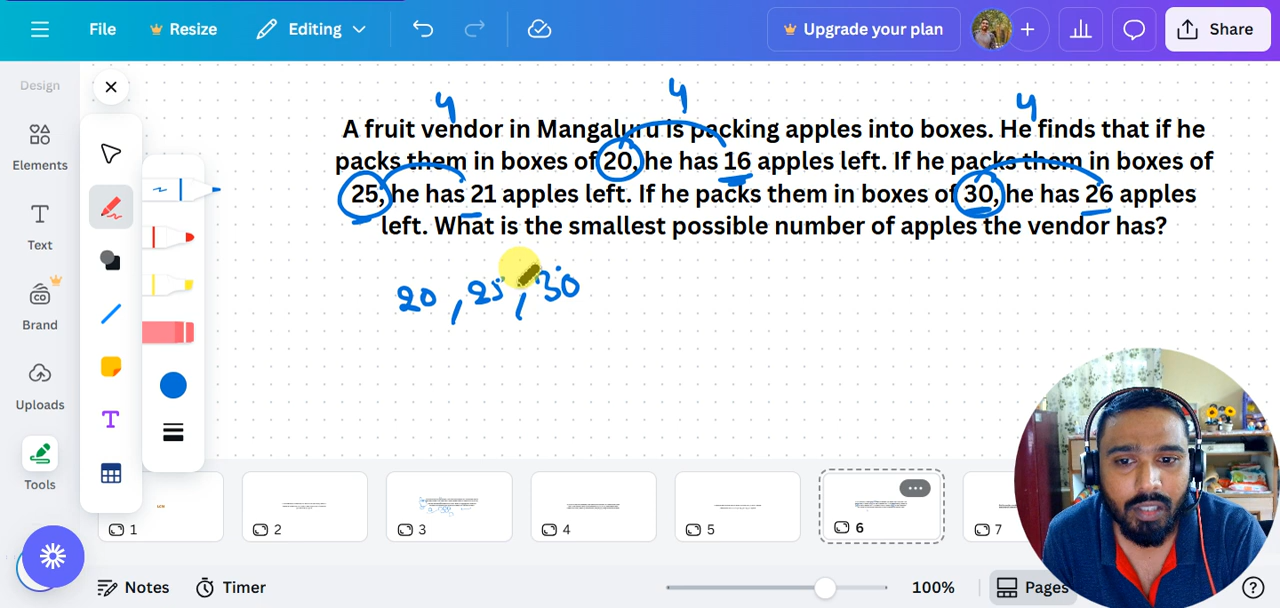 File Resize Editing Upgrade your plan + Share
Design
Elements
Text
Brand
Uploads
Tools
4 4 4
A fruit vendor in Mangaluru is packing apples into boxes. He finds that if he
packs them in boxes of 20, he has 16 apples left. If he packs them in boxes of
25, he has 21 apples left. If he packs them in boxes of 30, he has 26 apples
left. What is the smallest possible number of apples the vendor has?
20, 25, 30
1 2 3 4 5 6 7
Notes Timer 100% Pages